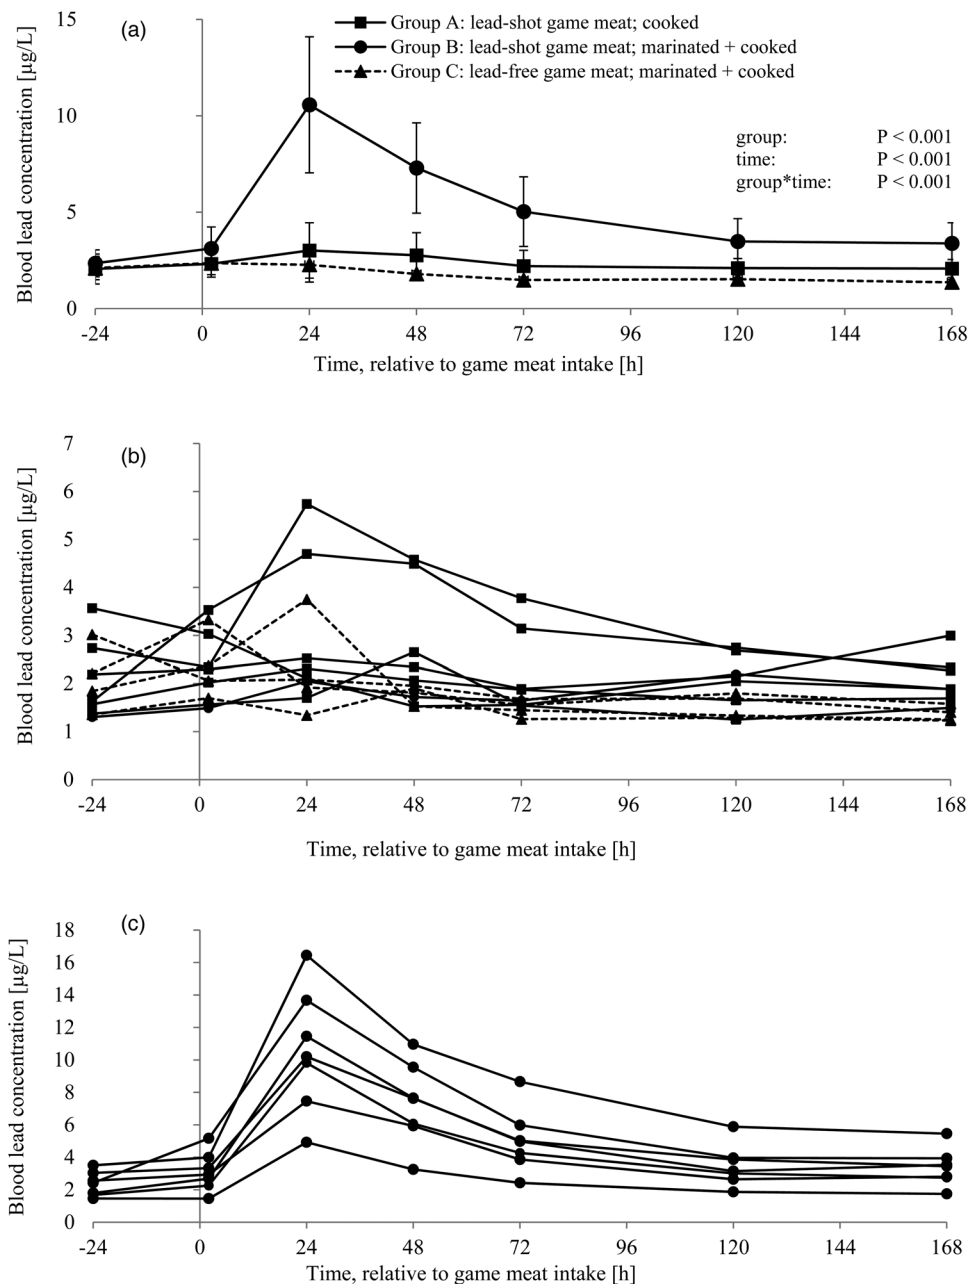 (a)
Group A: lead-shot game meat; cooked
Group B: lead-shot game meat; marinated + cooked
Group C: lead-free game meat; marinated + cooked
group: P < 0.001
time: P < 0.001
group*time: P < 0.001
Blood lead concentration [µg/L]
15
10
5
0
-24 0 24 48 72 96 120 144 168
Time, relative to game meat intake [h]
(b)
Blood lead concentration [µg/L]
7
6
5
4
3
2
1
0
-24 0 24 48 72 96 120 144 168
Time, relative to game meat intake [h]
(c)
Blood lead concentration [µg/L]
18
16
14
12
10
8
6
4
2
0
-24 0 24 48 72 96 120 144 168
Time, relative to game meat intake [h]